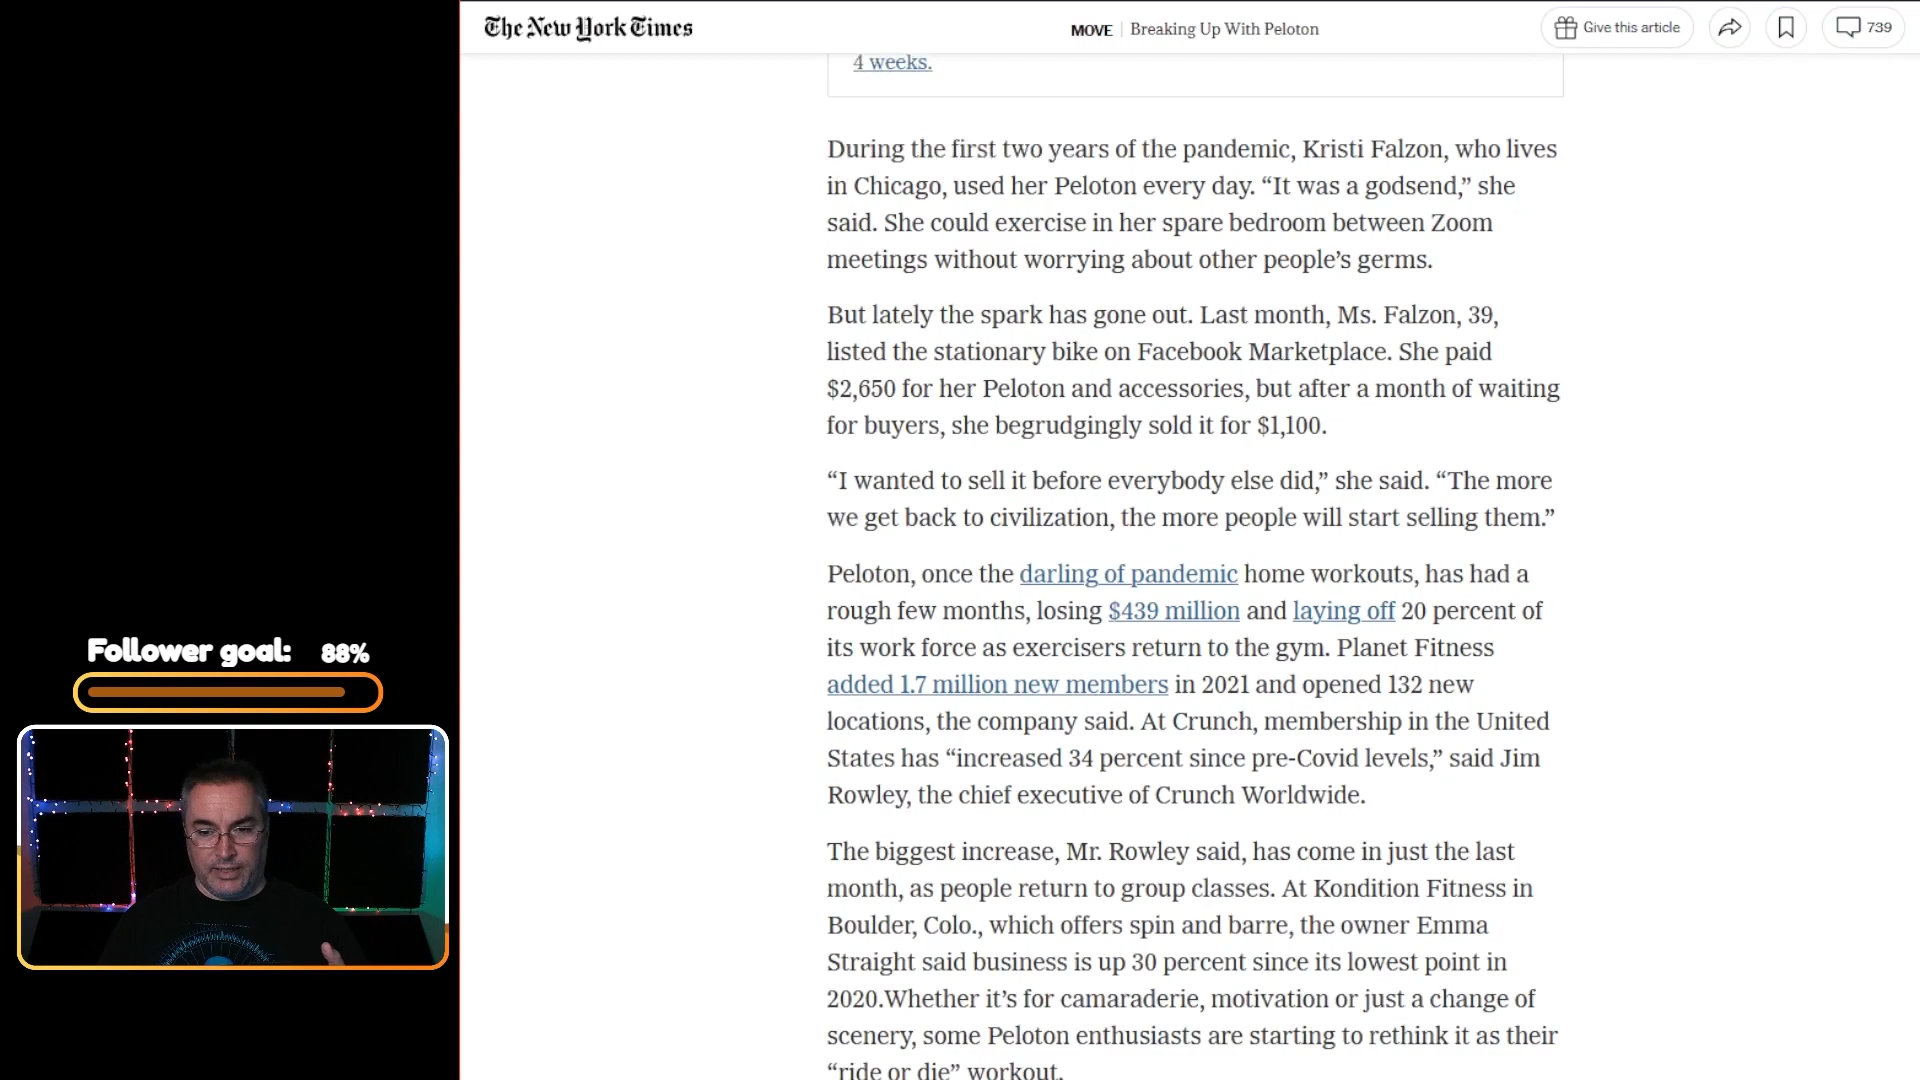 The New York Times
MOVE | Breaking Up With Peloton
Give this article
739
4 weeks.
During the first two years of the pandemic, Kristi Falzon, who lives
in Chicago, used her Peloton every day. “It was a godsend,” she
said. She could exercise in her spare bedroom between Zoom
meetings without worrying about other people’s germs.
But lately the spark has gone out. Last month, Ms. Falzon, 39,
listed the stationary bike on Facebook Marketplace. She paid
$2,650 for her Peloton and accessories, but after a month of waiting
for buyers, she begrudgingly sold it for $1,100.
“I wanted to sell it before everybody else did,” she said. “The more
we get back to civilization, the more people will start selling them.”
Peloton, once the darling of pandemic home workouts, has had a
rough few months, losing $439 million and laying off 20 percent of
its work force as exercisers return to the gym. Planet Fitness
added 1.7 million new members in 2021 and opened 132 new
locations, the company said. At Crunch, membership in the United
States has “increased 34 percent since pre-Covid levels,” said Jim
Rowley, the chief executive of Crunch Worldwide.
The biggest increase, Mr. Rowley said, has come in just the last
month, as people return to group classes. At Kondition Fitness in
Boulder, Colo., which offers spin and barre, the owner Emma
Straight said business is up 30 percent since its lowest point in
2020.Whether it’s for camaraderie, motivation or just a change of
scenery, some Peloton enthusiasts are starting to rethink it as their
“ride or die” workout.
Follower goal: 88%